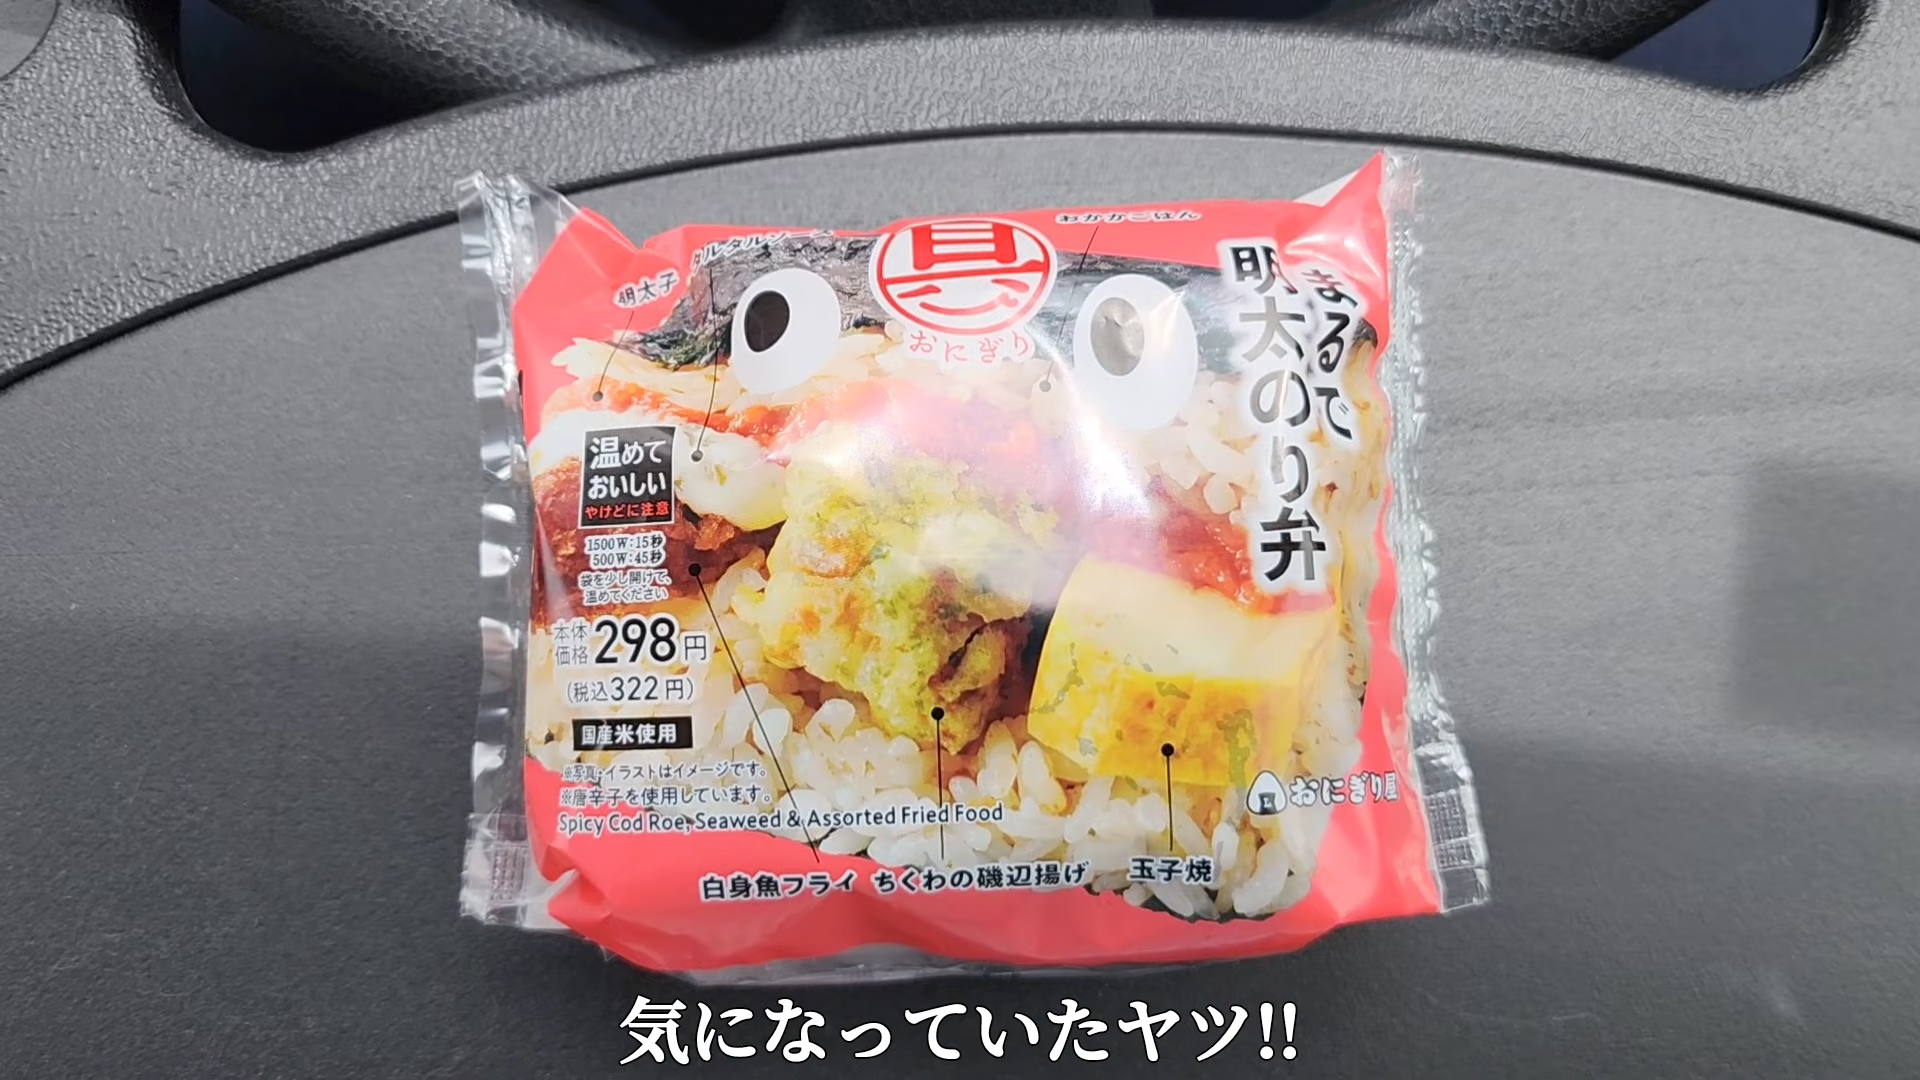 おかかごはん
タルタルソース
明太子
具
おにぎり
まるで
明太のり弁
温めて
おいしい
やけどに注意
1500W:15秒
500W:45秒
袋を少し開けて、
温めてください
本体
価格 298円
(税込322円)
国産米使用
※写真・イラストはイメージです。
※唐辛子を使用しています。
Spicy Cod Roe, Seaweed & Assorted Fried Food
おにぎり屋
白身魚フライ ちくわの磯辺揚げ 玉子焼
気になっていたヤツ!!